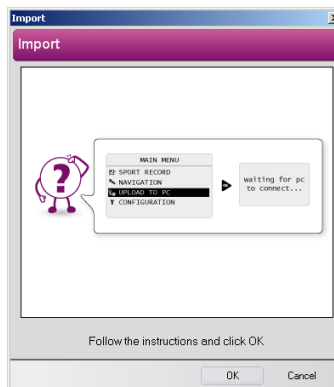 Import
Import
?
MAIN MENU
SPORT RECORD
NAVIGATION
UPLOAD TO PC
CONFIGURATION
waiting for pc
to connect...
Follow the instructions and click OK
OK Cancel